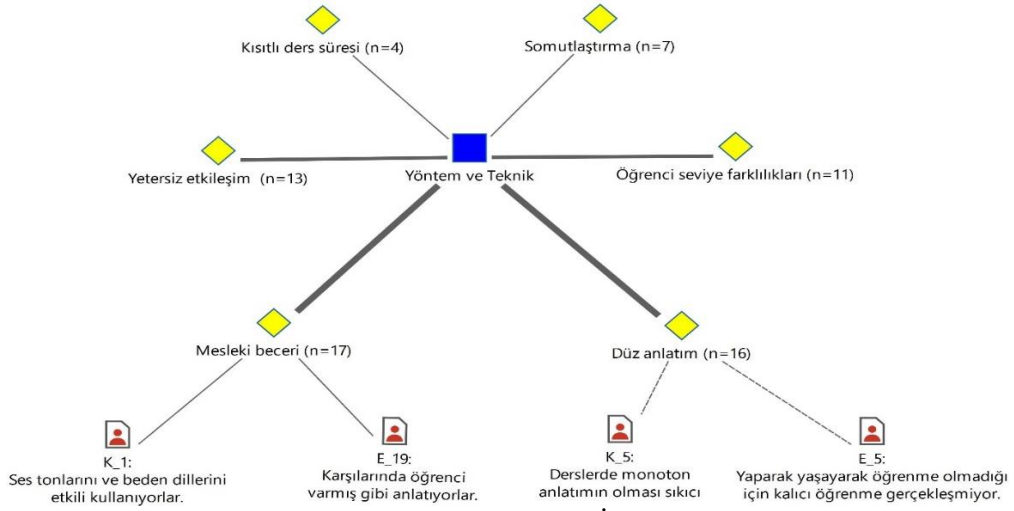 Kısıtlı ders süresi (n=4)
Somutlaştırma (n=7)
Yetersiz etkileşim (n=13)
Yöntem ve Teknik
Öğrenci seviye farklılıkları (n=11)
Mesleki beceri (n=17)
Düz anlatım (n=16)
K_1:
Ses tonlarını ve beden dillerini
etkili kullanıyorlar.
E_19:
Karşılarında öğrenci
varmış gibi anlatıyorlar.
K_5:
Derslerde monoton
anlatımın olması sıkıcı
E_5:
Yaparak yaşayarak öğrenme olmadığı
için kalıcı öğrenme gerçekleşmiyor.